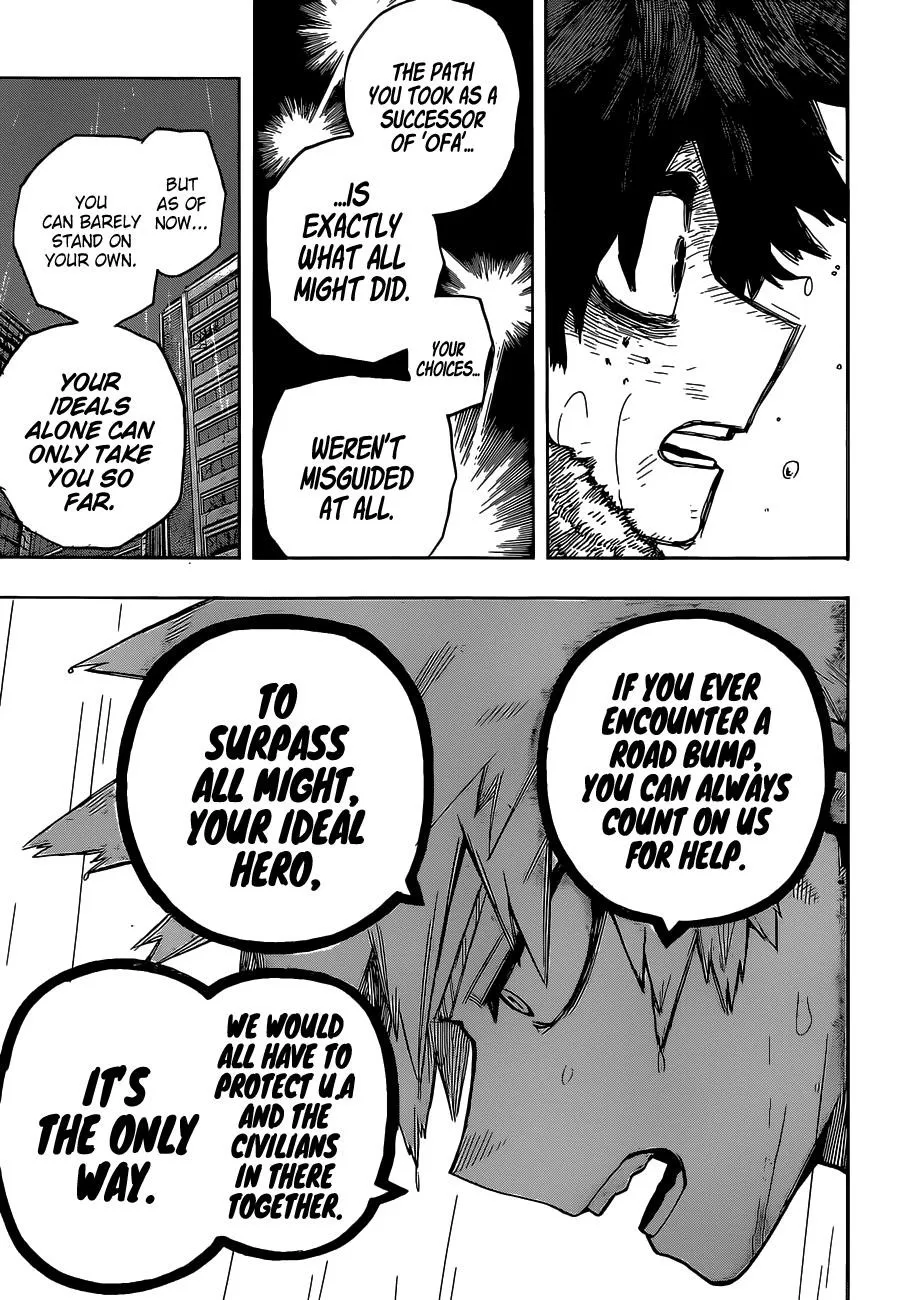 THE PATH
YOU TOOK AS A
SUCCESSOR
OF 'OFA'...
...IS
EXACTLY
WHAT ALL
MIGHT DID.
YOUR
CHOICES...
WEREN'T
MISGUIDED
AT ALL.
BUT
AS OF
NOW...
YOU
CAN BARELY
STAND ON
YOUR OWN.
YOUR
IDEALS
ALONE CAN
ONLY TAKE
YOU SO
FAR.
IF YOU EVER
ENCOUNTER A
ROAD BUMP,
YOU CAN ALWAYS
COUNT ON US
FOR HELP.
TO
SURPASS
ALL MIGHT,
YOUR IDEAL
HERO,
WE WOULD
ALL HAVE TO
PROTECT U.A
AND THE
CIVILIANS
IN THERE
TOGETHER.
IT'S
THE ONLY
WAY.